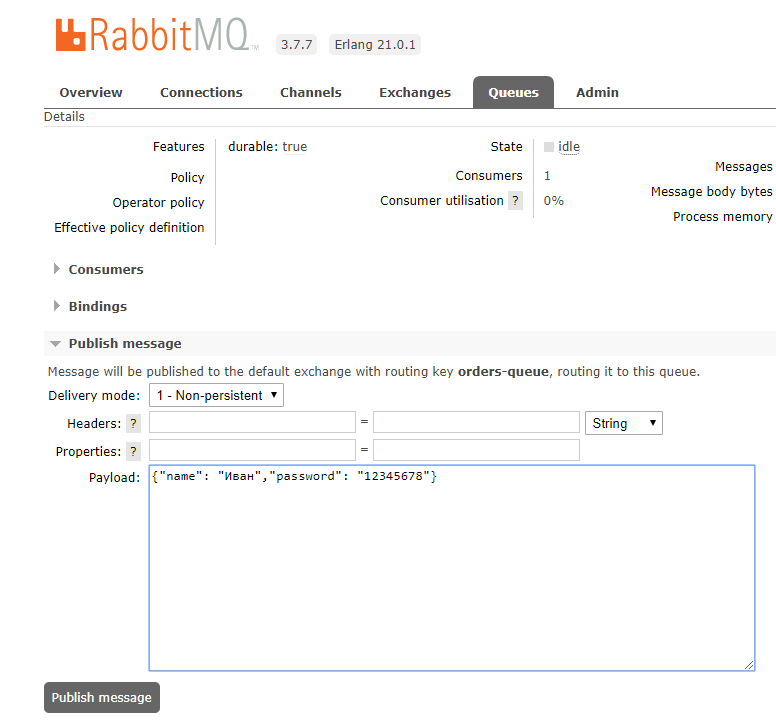 RabbitMQ TM 3.7.7 Erlang 21.0.1
Overview Connections Channels Exchanges Queues Admin
Details
Features durable: true State idle Messages
Policy Consumers 1 Message body bytes
Operator policy Consumer utilisation ? 0% Process memory
Effective policy definition
Consumers
Bindings
Publish message
Message will be published to the default exchange with routing key orders-queue, routing it to this queue.
Delivery mode: 1 - Non-persistent
Headers: ? = String
Properties: ? =
Payload: {"name": "Иван","password": "12345678"}
Publish message